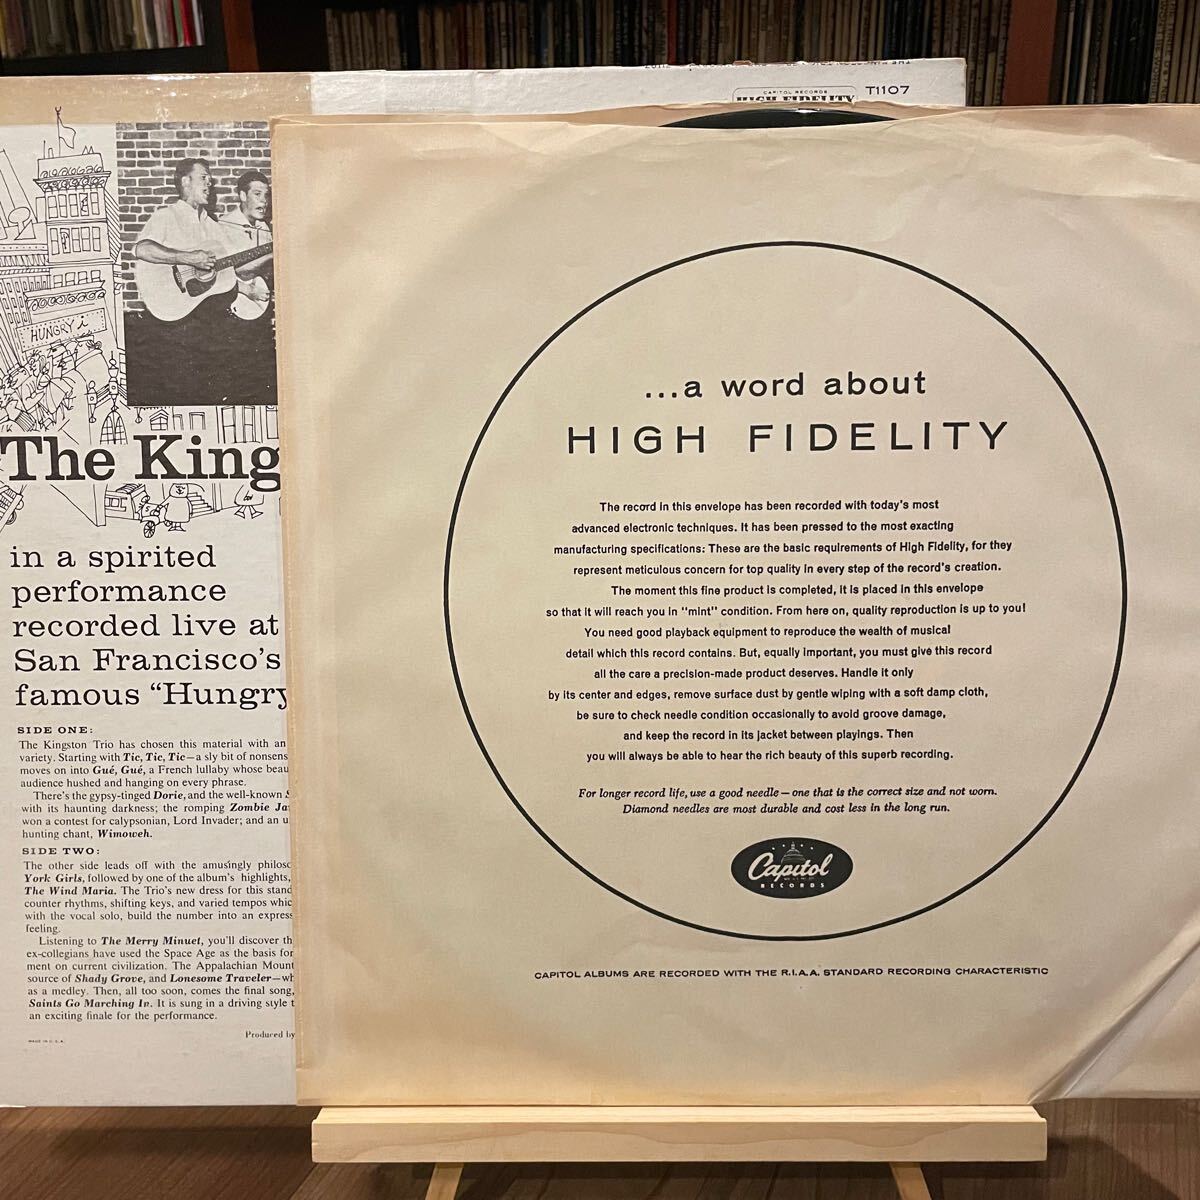 CAPITOL RECORDS
HIGH FIDELITY
T1107
HUNGRY i
The King
in a spirited
performance
recorded live at
San Francisco's
famous "Hungry
SIDE ONE:
The Kingston Trio has chosen this material with an
variety. Starting with Tic, Tic, Tic—a sly bit of nonsens
moves on into Gué, Gué, a French lullaby whose beau
audience hushed and hanging on every phrase.
There's the gypsy-tinged Dorie, and the well-known S
with its haunting darkness; the romping Zombie Ja
won a contest for calypsonian, Lord Invader; and an u
hunting chant, Wimoweh.
SIDE TWO:
The other side leads off with the amusingly philoso
York Girls, followed by one of the album's highlights,
The Wind Maria. The Trio's new dress for this stand
counter rhythms, shifting keys, and varied tempos whic
with the vocal solo, build the number into an express
feeling.
Listening to The Merry Minuet, you'll discover th
ex-collegians have used the Space Age as the basis for
ment on current civilization. The Appalachian Mount
source of Shady Grove, and Lonesome Traveler—wh
as a medley. Then, all too soon, comes the final song,
Saints Go Marching In. It is sung in a driving style t
an exciting finale for the performance.
Produced by
MADE IN U.S.A.
...a word about
HIGH FIDELITY
The record in this envelope has been recorded with today's most
advanced electronic techniques. It has been pressed to the most exacting
manufacturing specifications: These are the basic requirements of High Fidelity, for they
represent meticulous concern for top quality in every step of the record's creation.
The moment this fine product is completed, it is placed in this envelope
so that it will reach you in "mint" condition. From here on, quality reproduction is up to you!
You need good playback equipment to reproduce the wealth of musical
detail which this record contains. But, equally important, you must give this record
all the care a precision-made product deserves. Handle it only
by its center and edges, remove surface dust by gentle wiping with a soft damp cloth,
be sure to check needle condition occasionally to avoid groove damage,
and keep the record in its jacket between playings. Then
you will always be able to hear the rich beauty of this superb recording.
For longer record life, use a good needle—one that is the correct size and not worn.
Diamond needles are most durable and cost less in the long run.
Capitol
RECORDS
CAPITOL ALBUMS ARE RECORDED WITH THE R.I.A.A. STANDARD RECORDING CHARACTERISTIC